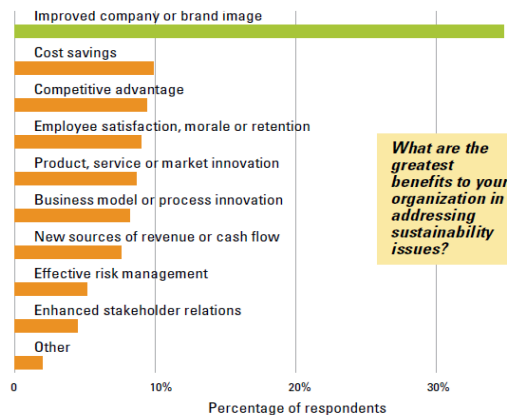 Improved company or brand image
Cost savings
Competitive advantage
Employee satisfaction, morale or retention
Product, service or market innovation
Business model or process innovation
New sources of revenue or cash flow
Effective risk management
Enhanced stakeholder relations
Other
What are the
greatest
benefits to your
organization in
addressing
sustainability
issues?
0 10% 20% 30%
Percentage of respondents